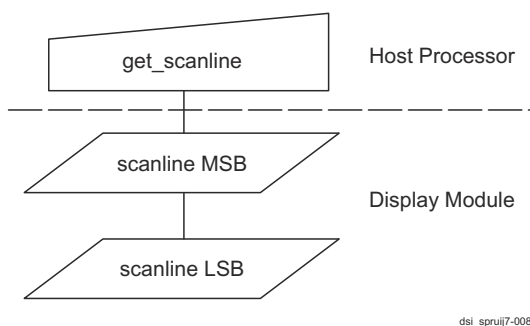 get_scanline
Host Processor
scanline MSB
Display Module
scanline LSB
dsi_spruij7-008